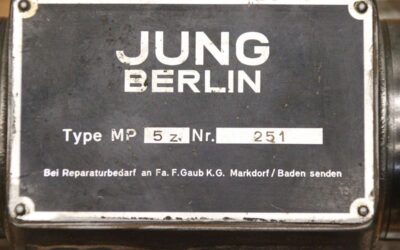 JUNG
BERLIN
Type MP 5 z. Nr. 251
Bei Reparaturbedarf an Fa. F. Gaub K.G. Markdorf/Baden senden